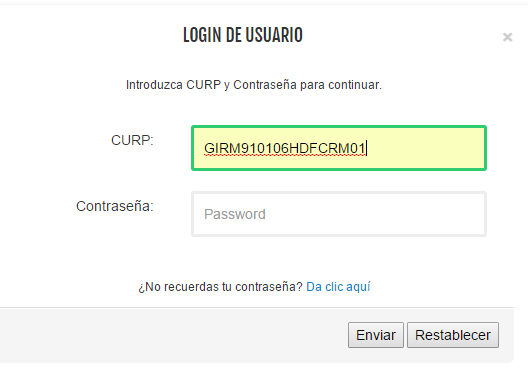 LOGIN DE USUARIO
×
Introduzca CURP y Contraseña para continuar.
CURP: GIRM910106HDFCRM01
Contraseña: Password
¿No recuerdas tu contraseña? Da clic aquí
Enviar Restablecer